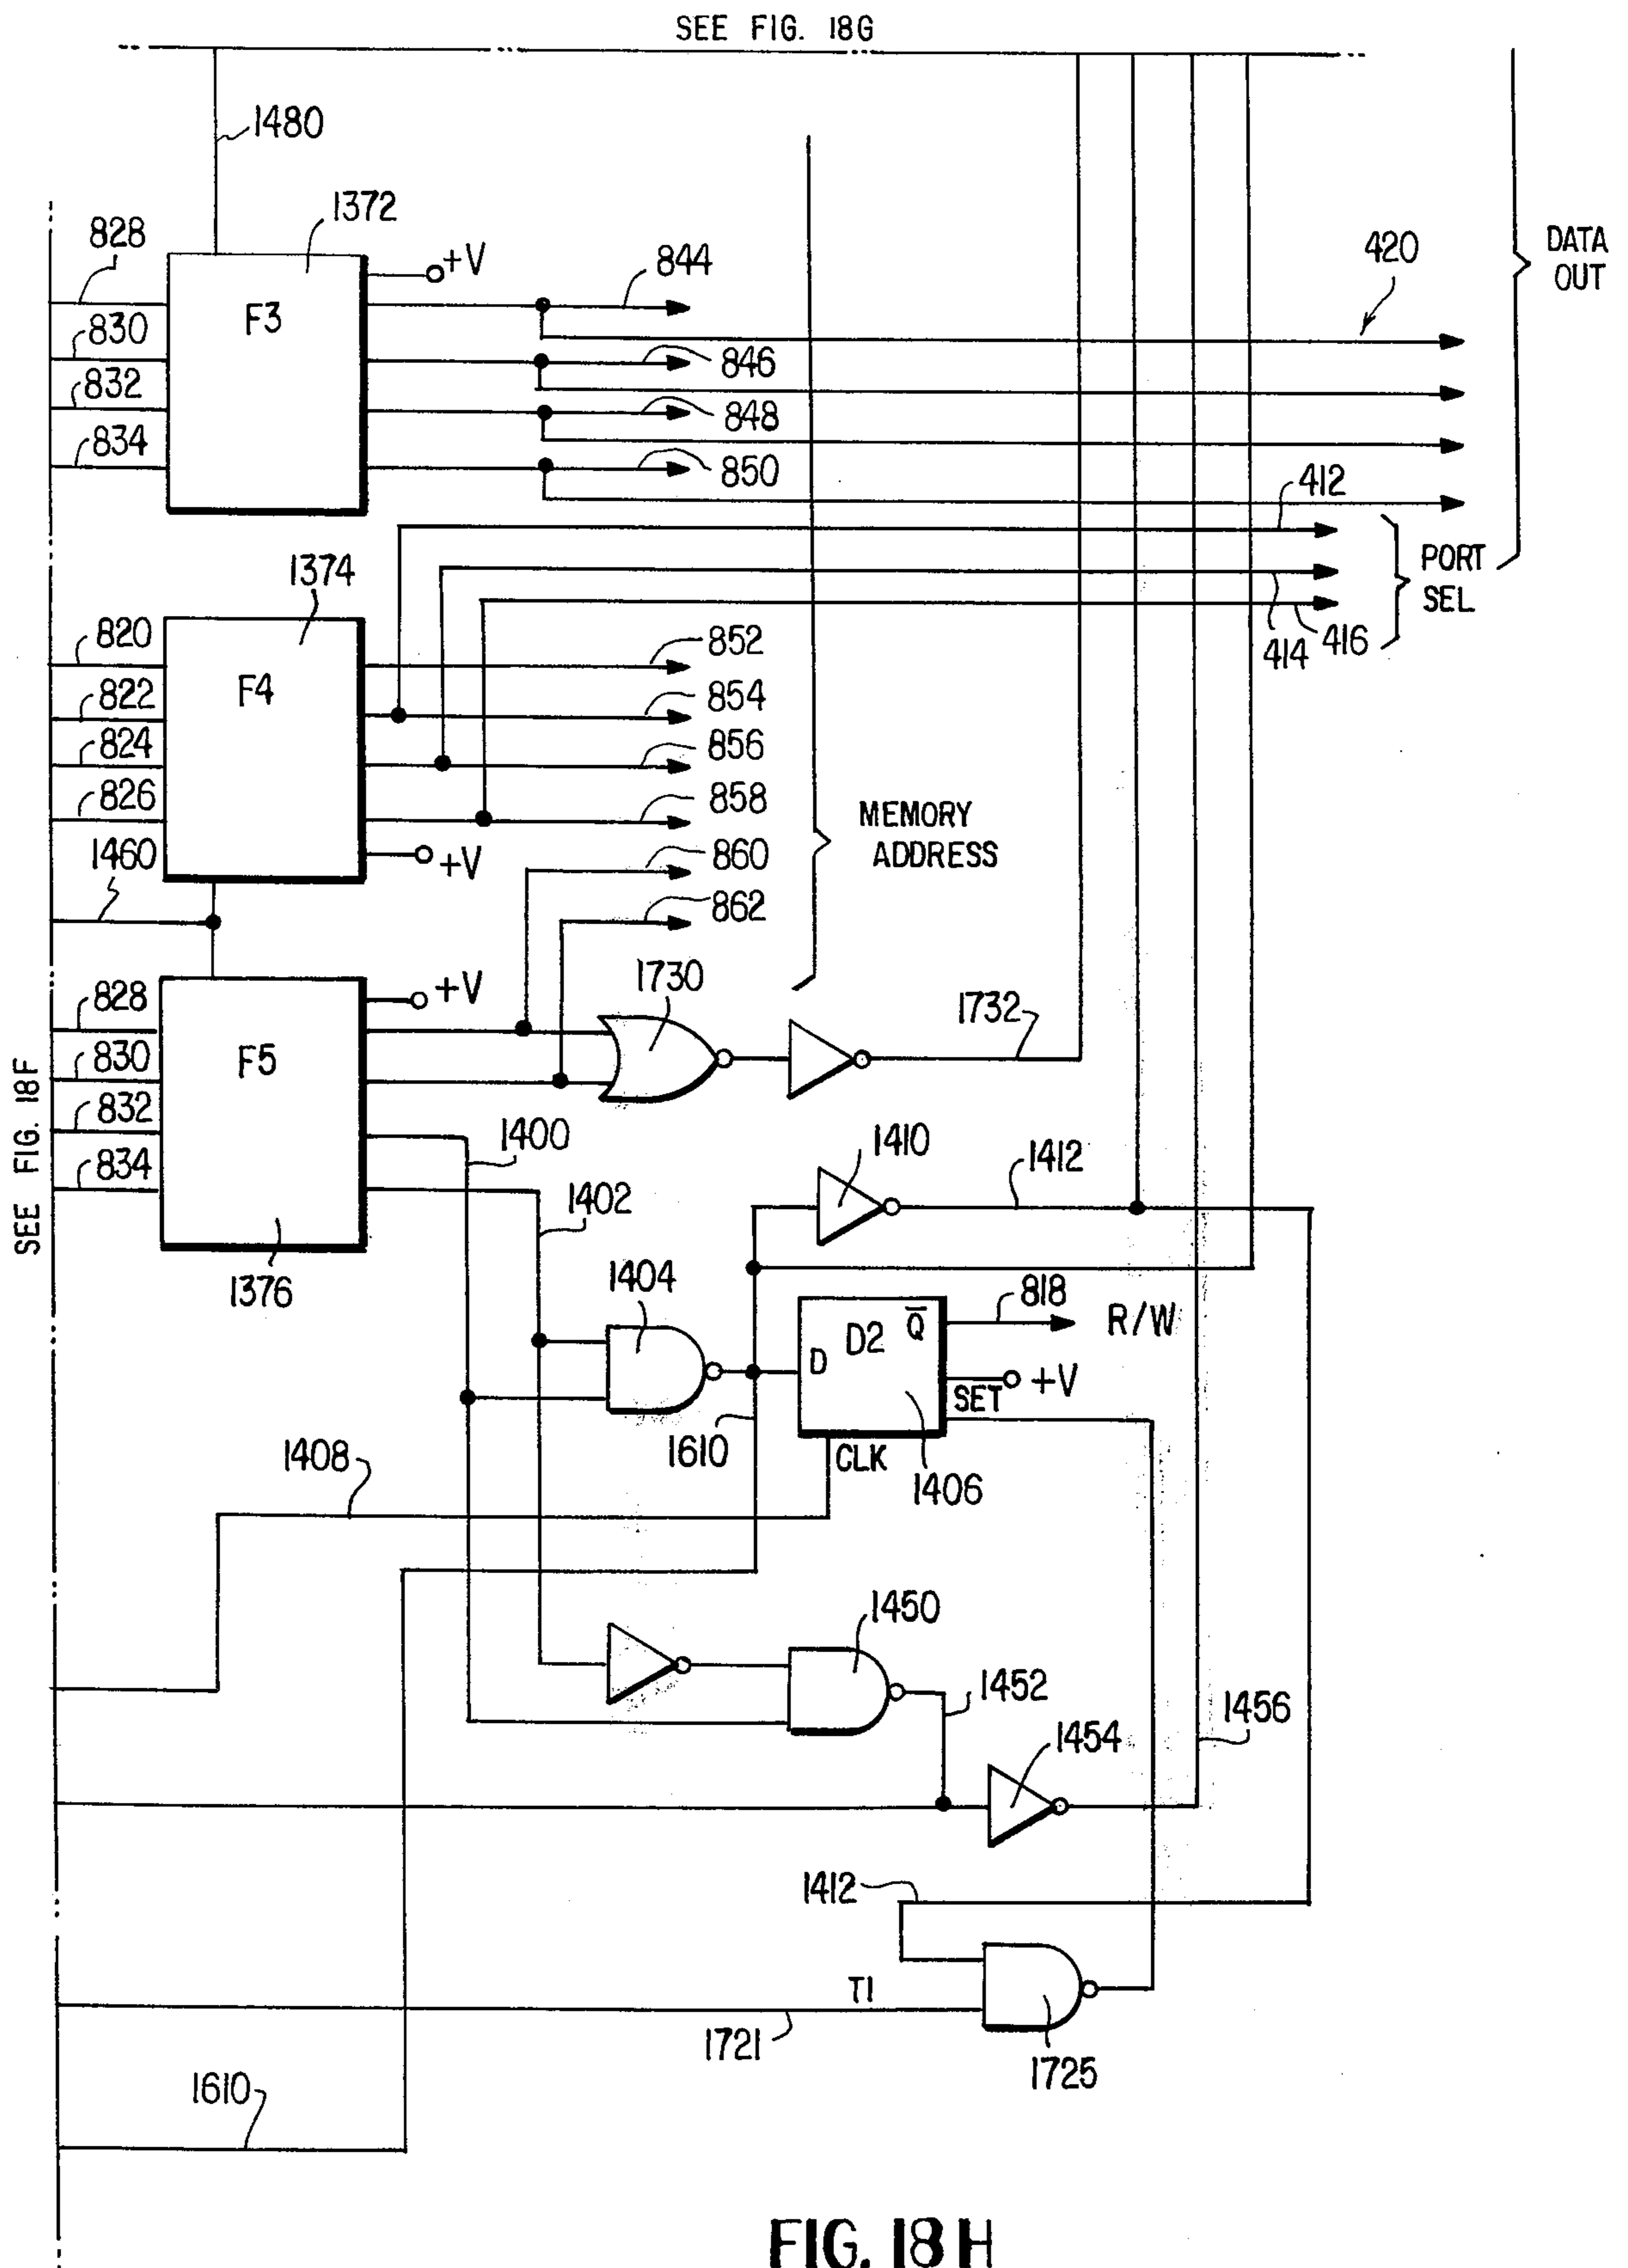 SEE FIG. 18G
1480
1372
828
+V
844
420
DATA
OUT
F3
830
846
832
848
834
850
412
1374
PORT
SEL
820
852
414
416
F4
822
854
824
856
826
858
MEMORY
ADDRESS
1460
+V
860
862
828
+V
1730
1732
F5
830
832
1400
1410
1412
834
1402
SEE FIG. 18F
1376
1404
818
R/W
D2
Q̅
D
+V
SET
1610
CLK
1408
1406
1450
1452
1456
1454
1412
T1
1721
1725
1610
FIG. 18H